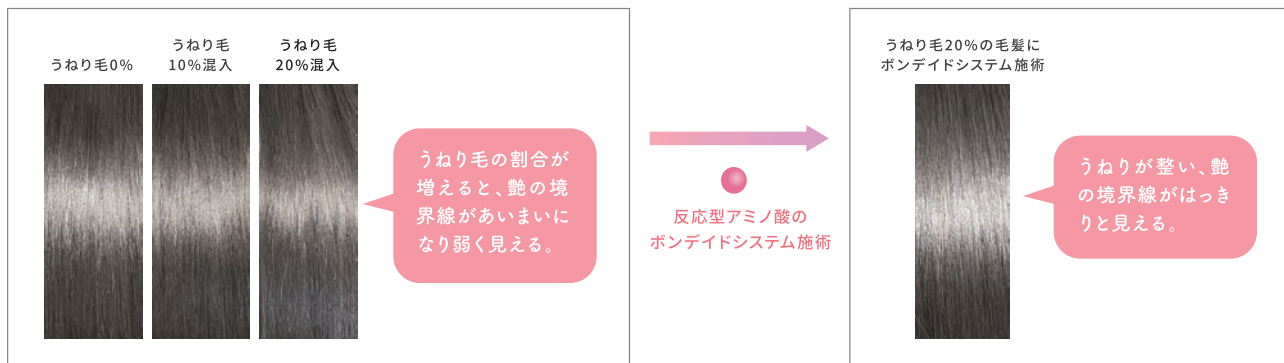 うねり毛0%
うねり毛
10%混入
うねり毛
20%混入
うねり毛の割合が
増えると、艶の境
界線があいまいに
なり弱く見える。
反応型アミノ酸の
ボンデイドシステム施術
うねり毛20%の毛髪に
ボンデイドシステム施術
うねりが整い、艶
の境界線がはっき
りと見える。